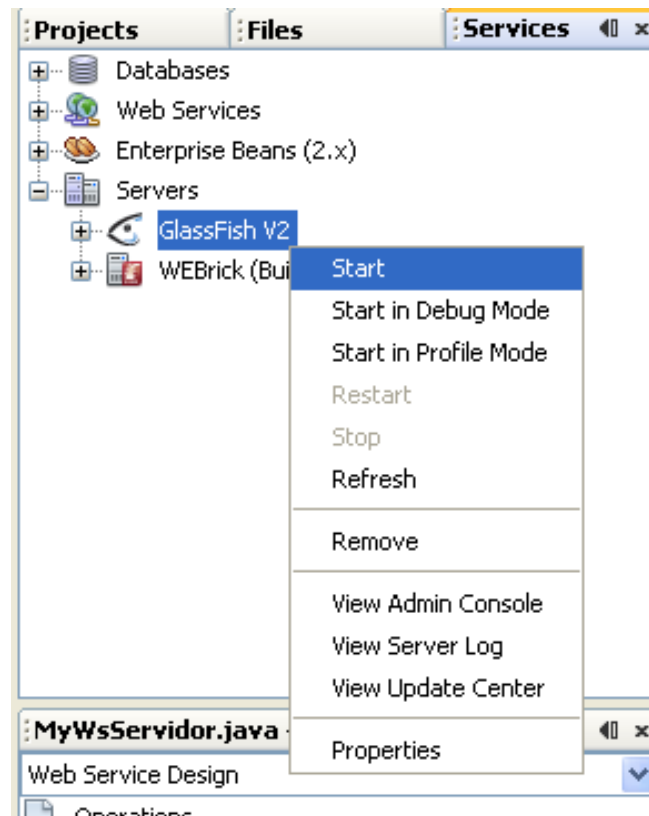 Projects Files Services
Databases
Web Services
Enterprise Beans (2.x)
Servers
GlassFish V2
WEBrick (Bui
Start
Start in Debug Mode
Start in Profile Mode
Restart
Stop
Refresh
Remove
View Admin Console
View Server Log
View Update Center
Properties
MyWsServidor.java -
Web Service Design
Operations